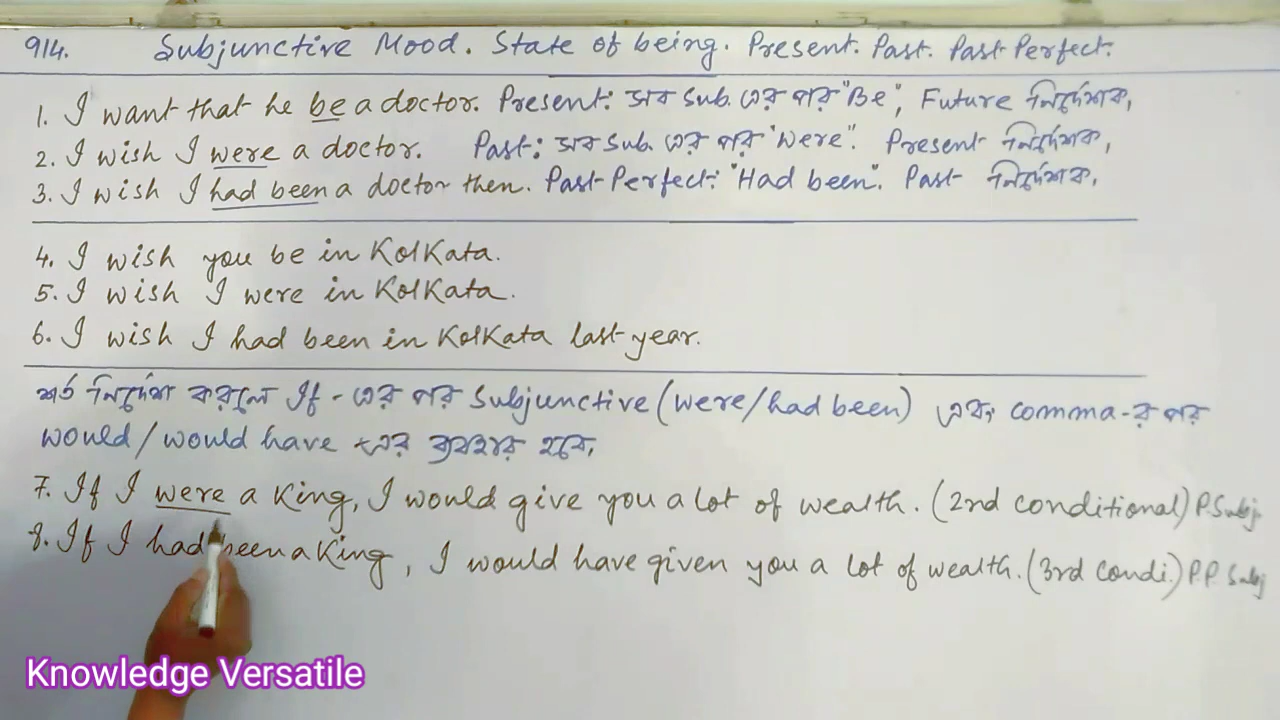 914. Subjunctive Mood. State of being. Present. Past. Past Perfect.
1. I want that he be a doctor. Present: সব Sub. এর পর "Be", Future নির্দেশক,
2. I wish I were a doctor. Past: সব Sub. এর পর "were". Present নির্দেশক,
3. I wish I had been a doctor then. Past Perfect: "Had been". Past নির্দেশক,
4. I wish you be in Kolkata.
5. I wish I were in Kolkata.
6. I wish I had been in Kolkata last year.
শর্ত নির্দেশ করলে If - এর পর Subjunctive (were/had been) এবং comma-র পর
would/would have এর ব্যবহার হবে,
7. If I were a King, I would give you a lot of wealth. (2nd conditional) P. Subj
8. If I had been a King, I would have given you a lot of wealth. (3rd Condi.) P.P. Subj
Knowledge Versatile